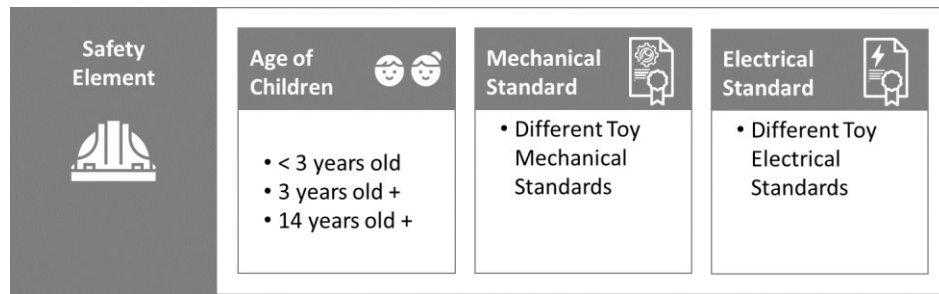 Safety
Element
Age of
Children
• < 3 years old
• 3 years old +
• 14 years old +
Mechanical
Standard
• Different Toy
Mechanical
Standards
Electrical
Standard
• Different Toy
Electrical
Standards